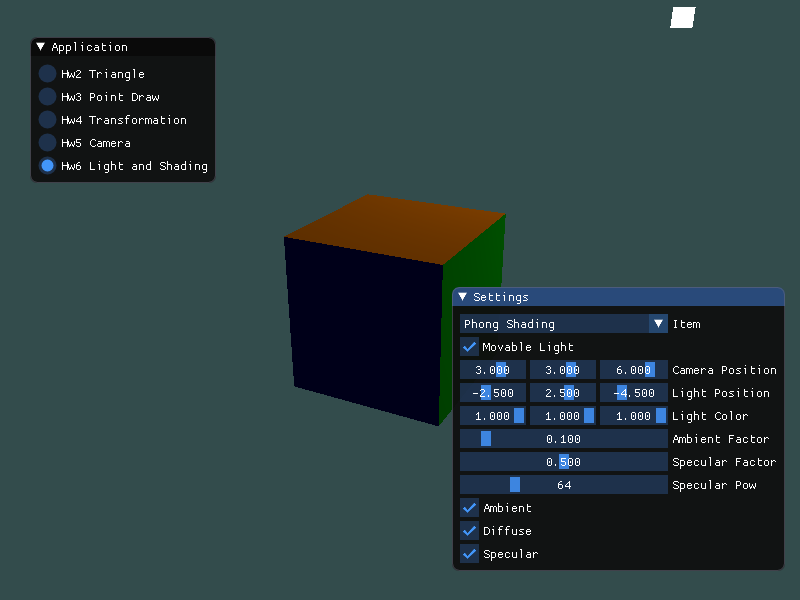 Application
Hw2 Triangle
Hw3 Point Draw
Hw4 Transformation
Hw5 Camera
Hw6 Light and Shading
Settings
Phong Shading Item
Movable Light
3.000 3.000 6.000 Camera Position
-2.500 2.500 -4.500 Light Position
1.000 1.000 1.000 Light Color
0.100 Ambient Factor
0.500 Specular Factor
64 Specular Pow
Ambient
Diffuse
Specular